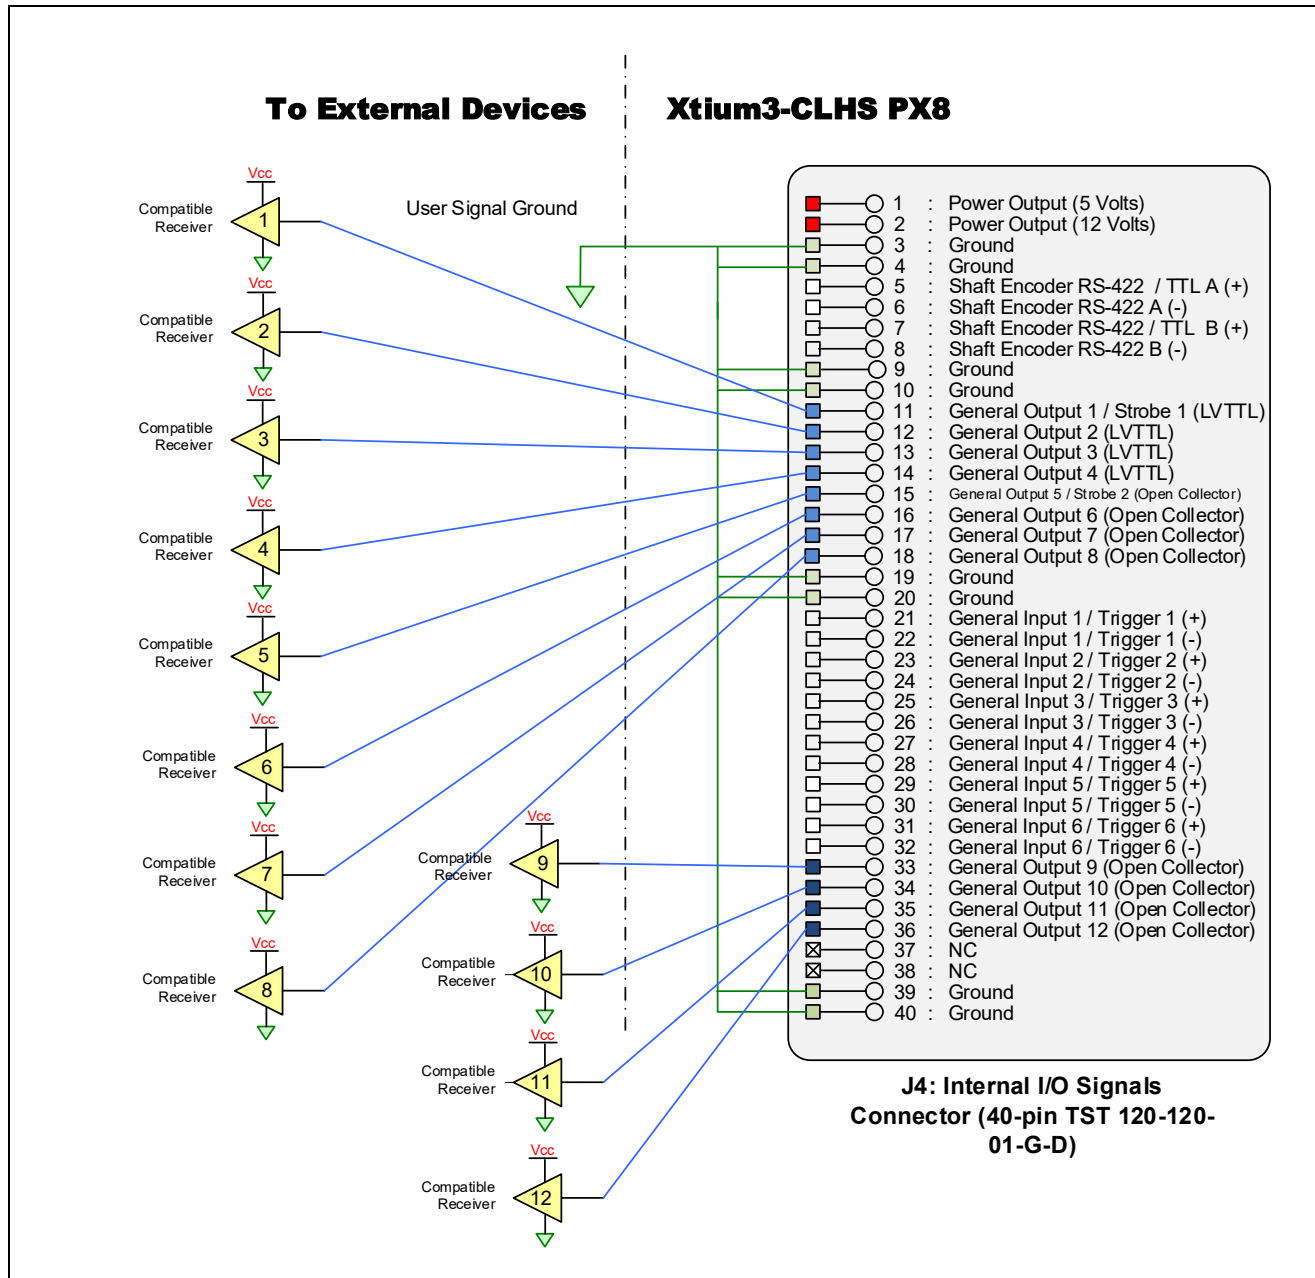 To External Devices
Xtium3-CLHS PX8
User Signal Ground
Vcc
Compatible
Receiver
1
Vcc
Compatible
Receiver
2
Vcc
Compatible
Receiver
3
Vcc
Compatible
Receiver
4
Vcc
Compatible
Receiver
5
Vcc
Compatible
Receiver
6
Vcc
Compatible
Receiver
7
Vcc
Compatible
Receiver
8
Vcc
Compatible
Receiver
9
Vcc
Compatible
Receiver
10
Vcc
Compatible
Receiver
11
Vcc
Compatible
Receiver
12
1 : Power Output (5 Volts)
2 : Power Output (12 Volts)
3 : Ground
4 : Ground
5 : Shaft Encoder RS-422 / TTL A (+)
6 : Shaft Encoder RS-422 A (-)
7 : Shaft Encoder RS-422 / TTL B (+)
8 : Shaft Encoder RS-422 B (-)
9 : Ground
10 : Ground
11 : General Output 1 / Strobe 1 (LVTTL)
12 : General Output 2 (LVTTL)
13 : General Output 3 (LVTTL)
14 : General Output 4 (LVTTL)
15 : General Output 5 / Strobe 2 (Open Collector)
16 : General Output 6 (Open Collector)
17 : General Output 7 (Open Collector)
18 : General Output 8 (Open Collector)
19 : Ground
20 : Ground
21 : General Input 1 / Trigger 1 (+)
22 : General Input 1 / Trigger 1 (-)
23 : General Input 2 / Trigger 2 (+)
24 : General Input 2 / Trigger 2 (-)
25 : General Input 3 / Trigger 3 (+)
26 : General Input 3 / Trigger 3 (-)
27 : General Input 4 / Trigger 4 (+)
28 : General Input 4 / Trigger 4 (-)
29 : General Input 5 / Trigger 5 (+)
30 : General Input 5 / Trigger 5 (-)
31 : General Input 6 / Trigger 6 (+)
32 : General Input 6 / Trigger 6 (-)
33 : General Output 9 (Open Collector)
34 : General Output 10 (Open Collector)
35 : General Output 11 (Open Collector)
36 : General Output 12 (Open Collector)
37 : NC
38 : NC
39 : Ground
40 : Ground
J4: Internal I/O Signals
Connector (40-pin TST 120-120-
01-G-D)